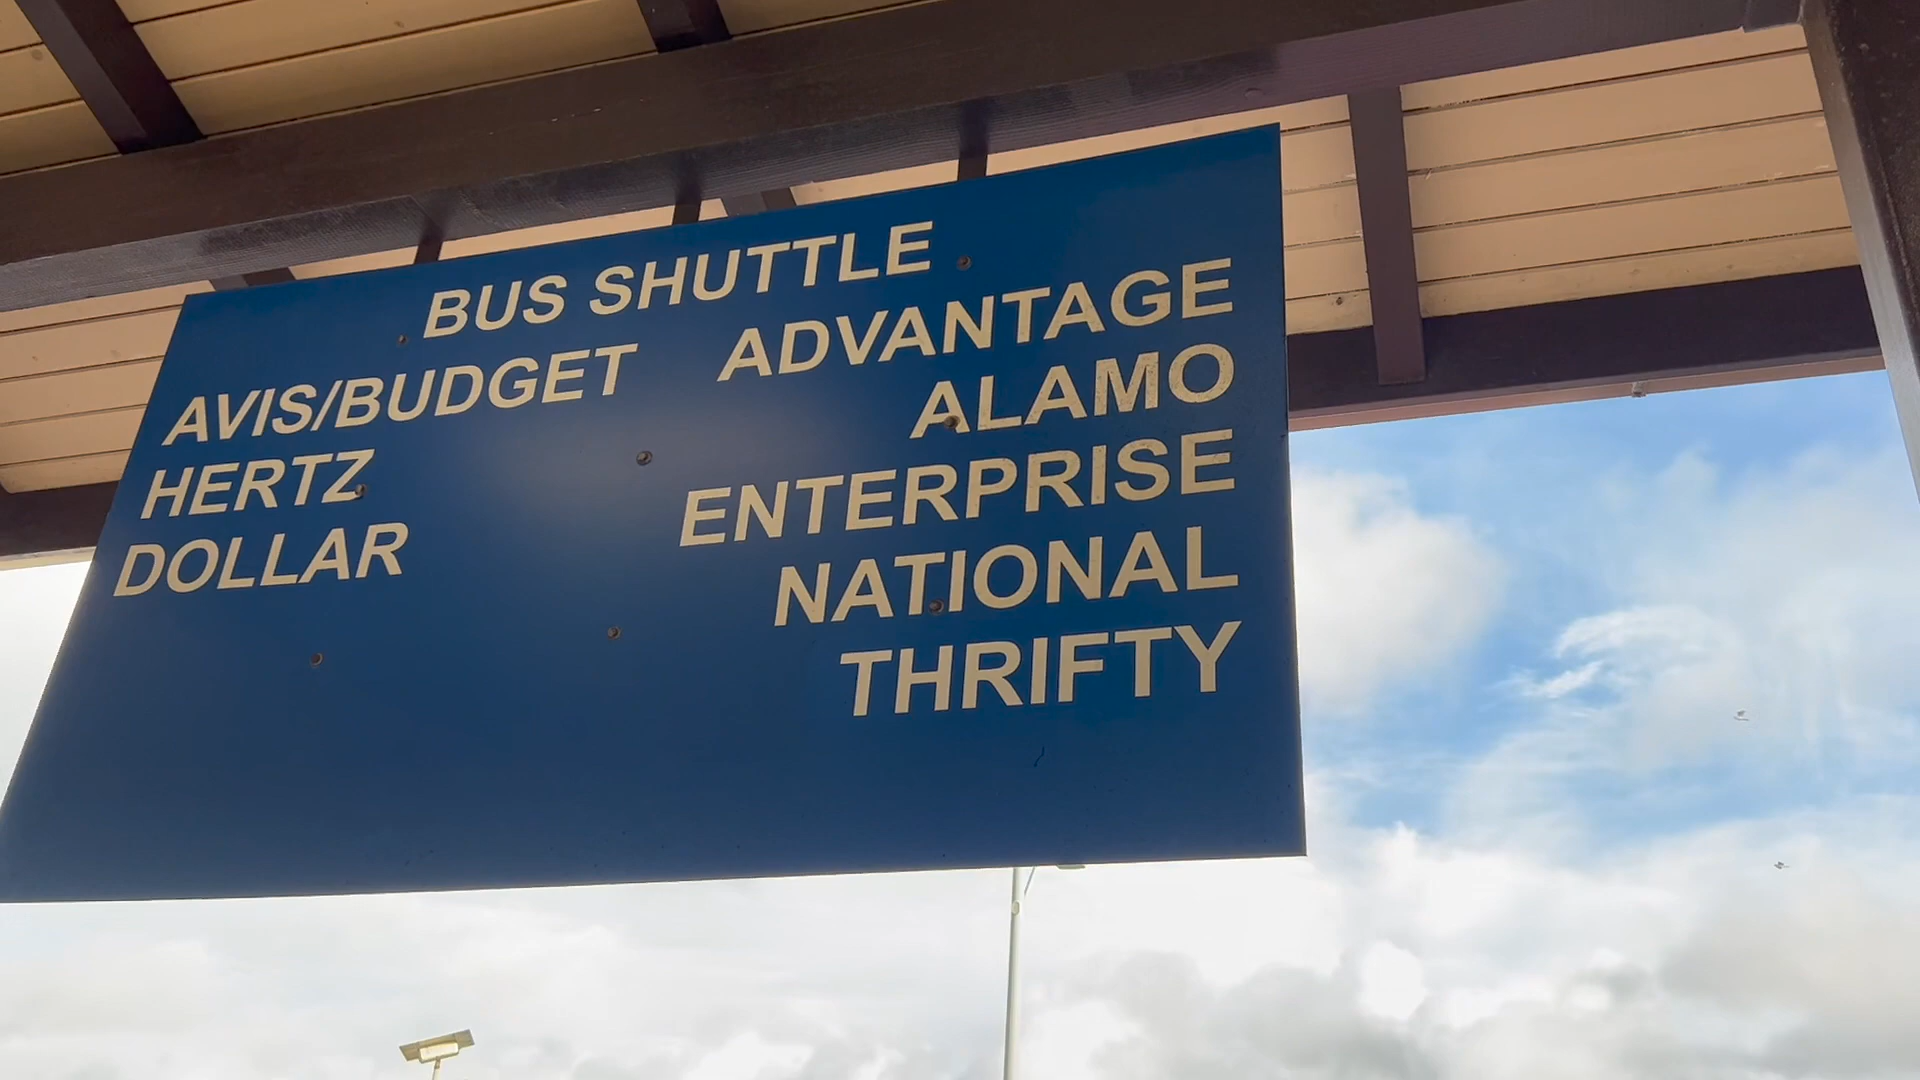 BUS SHUTTLE
AVIS/BUDGET ADVANTAGE
HERTZ ALAMO
DOLLAR ENTERPRISE
NATIONAL
THRIFTY